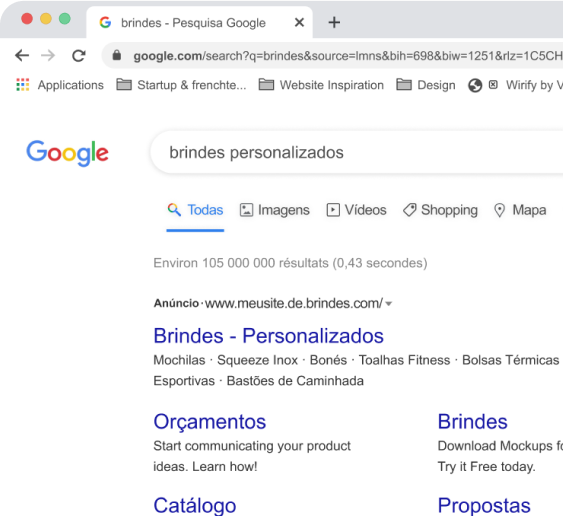 brindes - Pesquisa Google
google.com/search?q=brindes&source=lmns&bih=698&biw=1251&rlz=1C5CH
Applications Startup & frenchte... Website Inspiration Design Wirify by V
Google
brindes personalizados
Todas Imagens Vídeos Shopping Mapa
Environ 105 000 000 résultats (0,43 secondes)
Anúncio · www.meusite.de.brindes.com/
Brindes - Personalizados
Mochilas · Squeeze Inox · Bonés · Toalhas Fitness · Bolsas Térmicas
Esportivas · Bastões de Caminhada
Orçamentos
Start communicating your product
ideas. Learn how!
Brindes
Download Mockups fo
Try it Free today.
Catálogo
Propostas